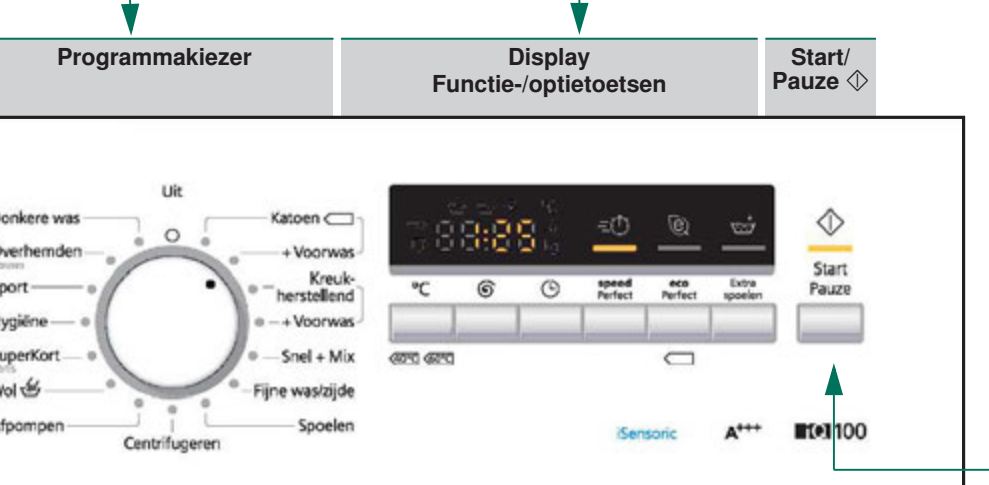 Programmakiezer
Display
Functie-/optietoetsen
Start/
Pauze
Uit
onkere was
verhemden
port
ygiëne
uperKort
Vol
fpompen
Centrifugeren
Katoen
+ Voorwas
Kreuk-
herstellend
+ Voorwas
Snel + Mix
Fijne was/zijde
Spoelen
°C
speed
Perfect
eco
Perfect
Extra
spoelen
Start
Pauze
iSensoric
A+++
100